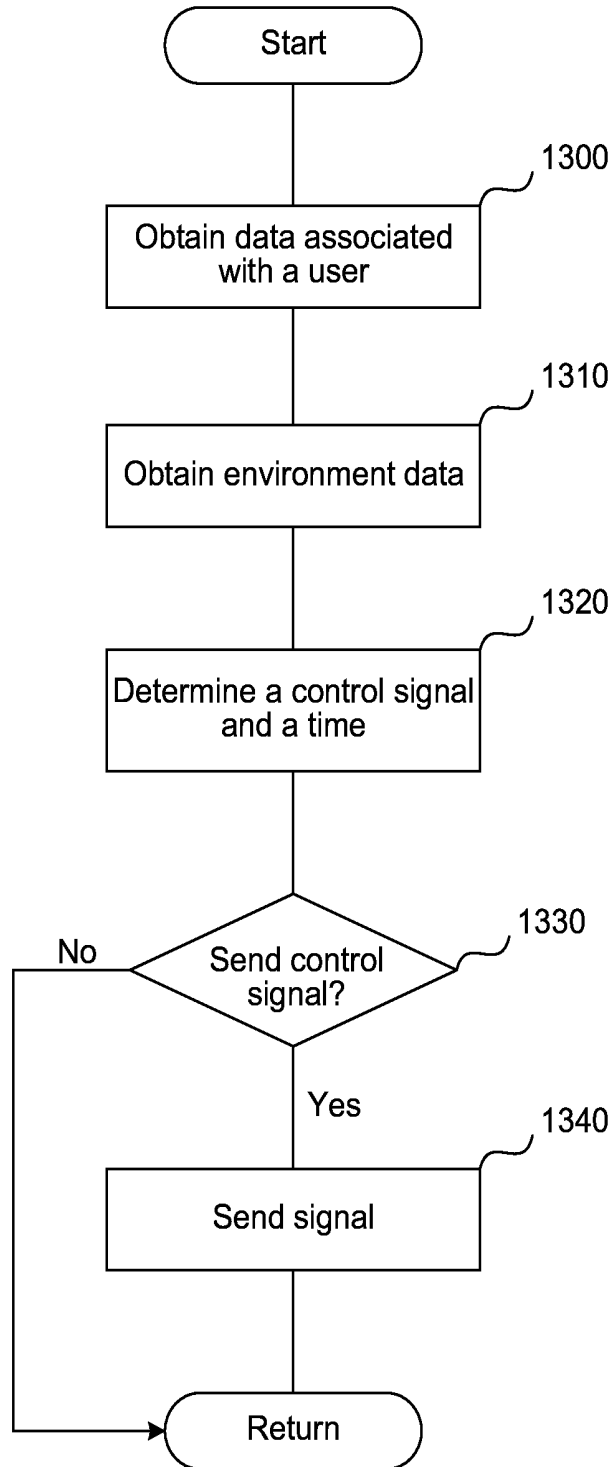 Start
1300
Obtain data associated
with a user
1310
Obtain environment data
1320
Determine a control signal
and a time
1330
No
Send control
signal?
Yes
1340
Send signal
Return